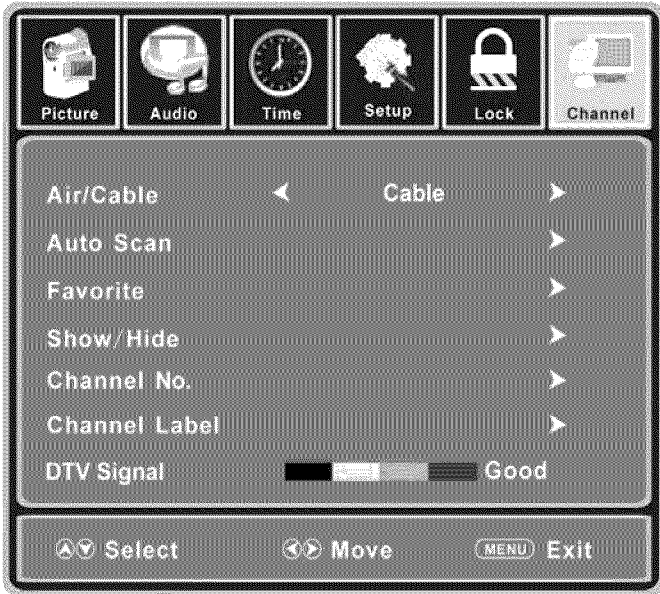 Picture Audio Time Setup Lock Channel
Air/Cable Cable
Auto Scan
Favorite
Show/Hide
Channel No.
Channel Label
DTV Signal Good
Select Move MENU Exit